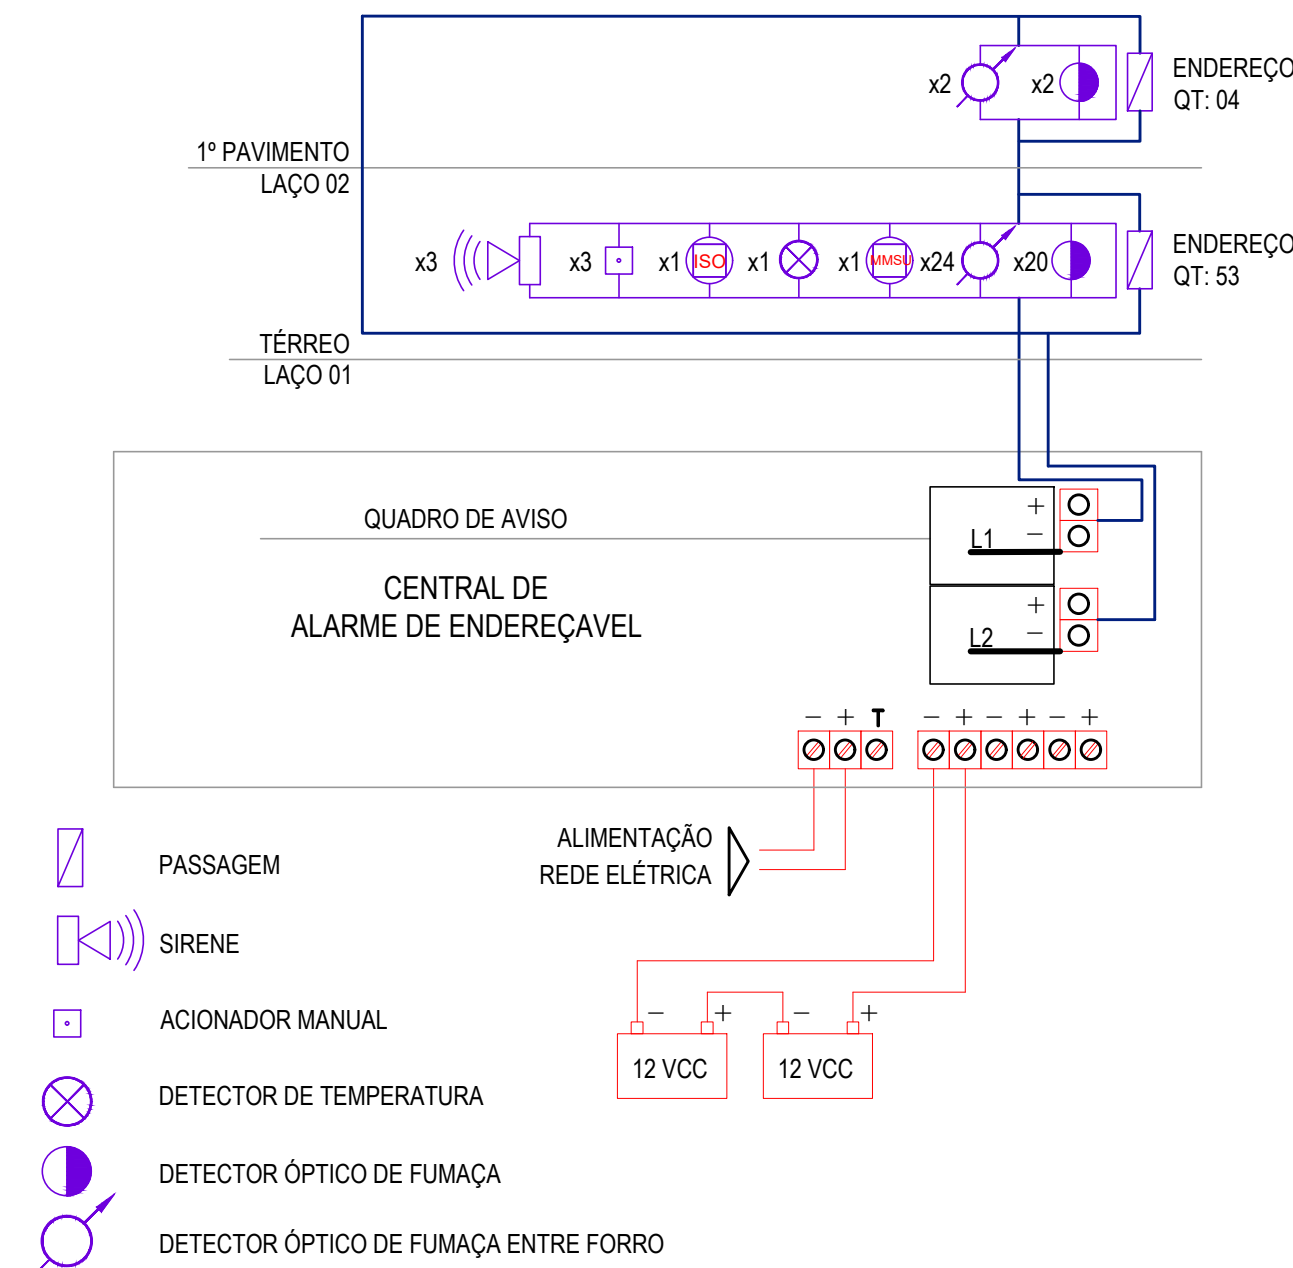 x2 x2 ENDEREÇO
QT: 04
1º PAVIMENTO
LAÇO 02
x3 x3 x1 ISO x1 x1 MMSU x24 x20 ENDEREÇO
QT: 53
TÉRREO
LAÇO 01
QUADRO DE AVISO
CENTRAL DE
ALARME DE ENDEREÇAVEL
+
L1 −
+
L2 −
− + T − + − + − +
ALIMENTAÇÃO
REDE ELÉTRICA
− + − +
12 VCC 12 VCC
PASSAGEM
SIRENE
ACIONADOR MANUAL
DETECTOR DE TEMPERATURA
DETECTOR ÓPTICO DE FUMAÇA
DETECTOR ÓPTICO DE FUMAÇA ENTRE FORRO